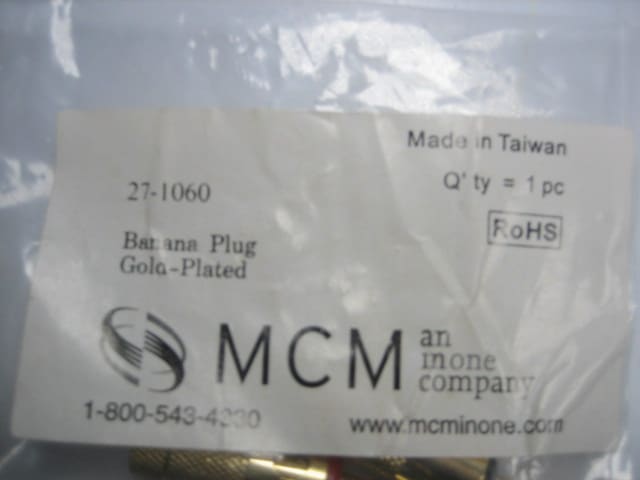 Made in Taiwan
27-1060
Q'ty = 1 pc
RoHS
Banana Plug
Gold-Plated
MCM
an
inone
company
1-800-543-4330
www.mcminone.com